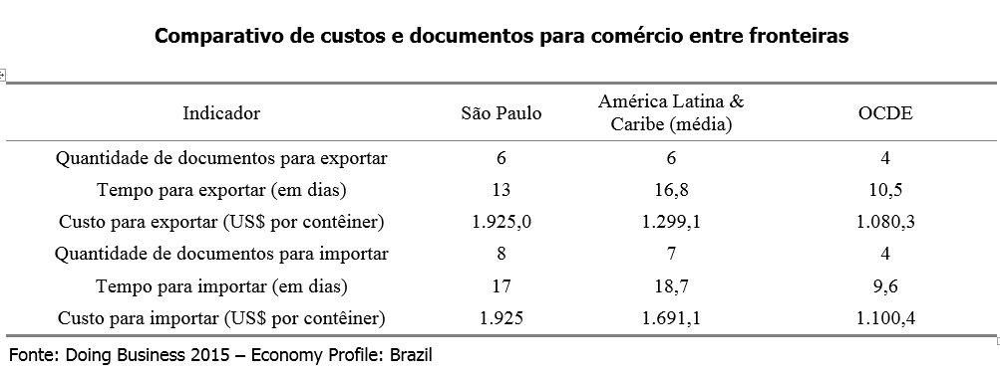 Comparativo de custos e documentos para comércio entre fronteiras
Indicador São Paulo América Latina & Caribe (média) OCDE
Quantidade de documentos para exportar 6 6 4
Tempo para exportar (em dias) 13 16,8 10,5
Custo para exportar (US$ por contêiner) 1.925,0 1.299,1 1.080,3
Quantidade de documentos para importar 8 7 4
Tempo para importar (em dias) 17 18,7 9,6
Custo para importar (US$ por contêiner) 1.925 1.691,1 1.100,4
Fonte: Doing Business 2015 – Economy Profile: Brazil